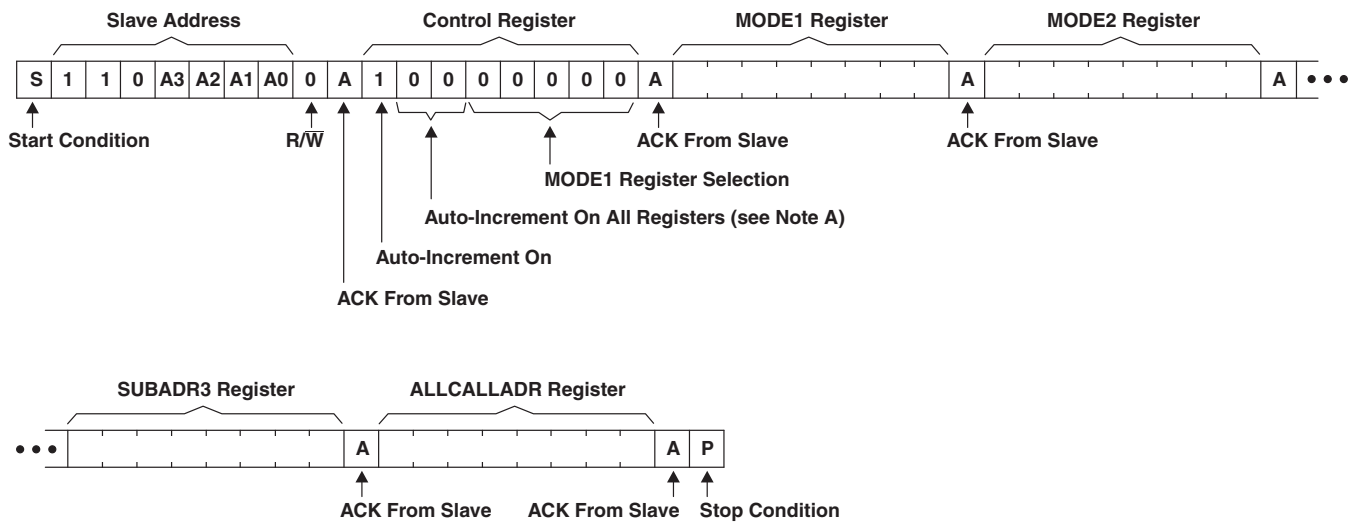 Slave Address Control Register MODE1 Register MODE2 Register
S 1 1 0 A3 A2 A1 A0 0 A 1 0 0 0 0 0 0 0 A A A •••
Start Condition R/W̅ ACK From Slave ACK From Slave
MODE1 Register Selection
Auto-Increment On All Registers (see Note A)
Auto-Increment On
ACK From Slave
SUBADR3 Register ALLCALLADR Register
••• A A P
ACK From Slave ACK From Slave Stop Condition